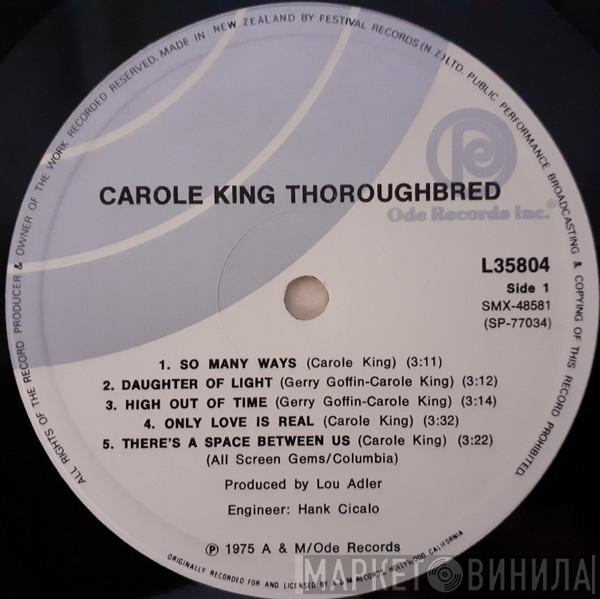 ALL RIGHTS OF THE RECORD PRODUCER & OWNER OF THE WORK RECORDED RESERVED. MADE IN NEW ZEALAND BY FESTIVAL RECORDS (N.Z.) LTD. PUBLIC PERFORMANCE BROADCASTING & COPYING OF THIS RECORD PROHIBITED.
CAROLE KING THOROUGHBRED
Ode Records Inc.®
L35804
Side 1
SMX-48581
(SP-77034)
1. SO MANY WAYS (Carole King) (3:11)
2. DAUGHTER OF LIGHT (Gerry Goffin-Carole King) (3:12)
3. HIGH OUT OF TIME (Gerry Goffin-Carole King) (3:14)
4. ONLY LOVE IS REAL (Carole King) (3:32)
5. THERE'S A SPACE BETWEEN US (Carole King) (3:22)
(All Screen Gems/Columbia)
Produced by Lou Adler
Engineer: Hank Cicalo
℗ 1975 A & M/Ode Records
ORIGINALLY RECORDED FOR AND LICENSED BY A & M RECORDS, HOLLYWOOD, CALIFORNIA
МАРКЕТ ВИНИЛА